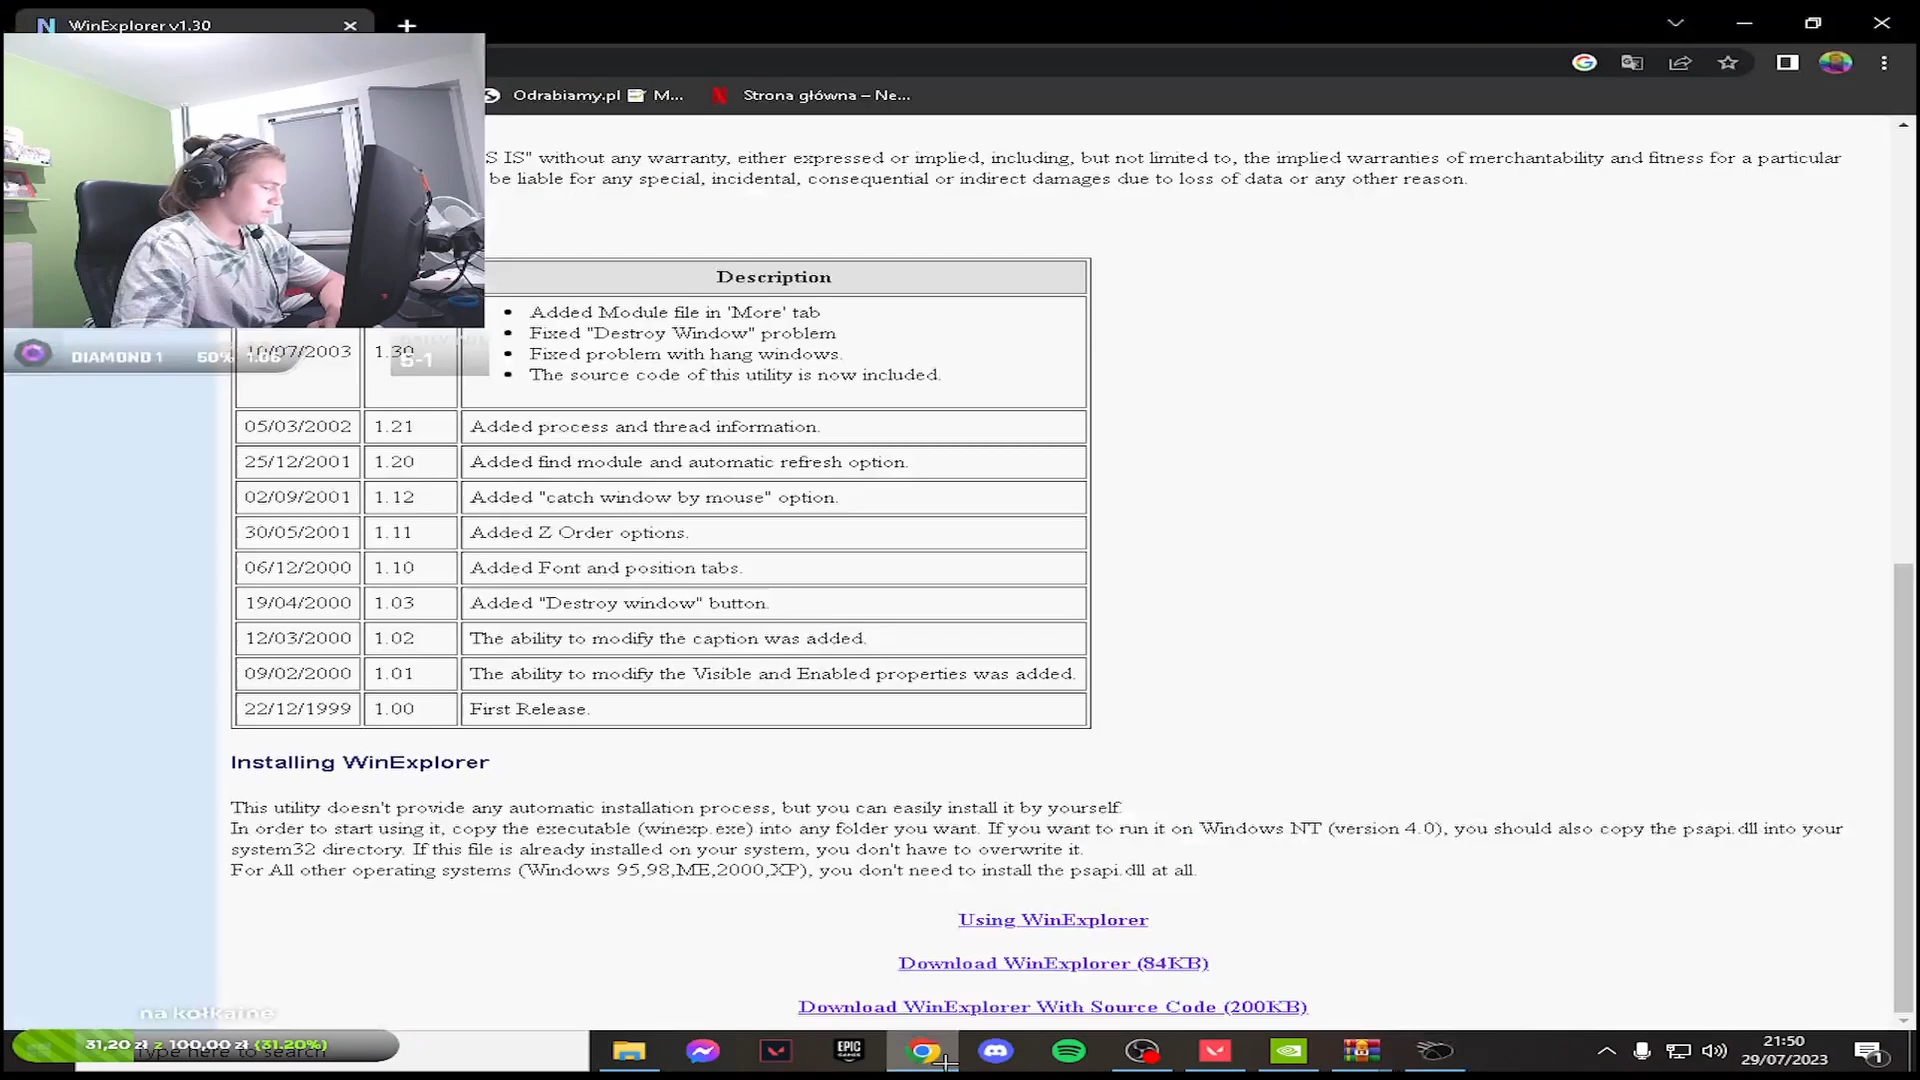 WinExplorer v1.30
Odrabiamy.pl
M...
Strona główna – Ne...
S IS" without any warranty, either expressed or implied, including, but not limited to, the implied warranties of merchantability and fitness for a particular
be liable for any special, incidental, consequential or indirect damages due to loss of data or any other reason.
Description
10/07/2003 1.30
Added Module file in 'More' tab
Fixed "Destroy Window" problem
Fixed problem with hang windows.
The source code of this utility is now included.
DIAMOND 1 50% 1.06
S-1
05/03/2002 1.21 Added process and thread information.
25/12/2001 1.20 Added find module and automatic refresh option.
02/09/2001 1.12 Added "catch window by mouse" option.
30/05/2001 1.11 Added Z Order options.
06/12/2000 1.10 Added Font and position tabs.
19/04/2000 1.03 Added "Destroy window" button.
12/03/2000 1.02 The ability to modify the caption was added.
09/02/2000 1.01 The ability to modify the Visible and Enabled properties was added.
22/12/1999 1.00 First Release.
Installing WinExplorer
This utility doesn't provide any automatic installation process, but you can easily install it by yourself.
In order to start using it, copy the executable (winexp.exe) into any folder you want. If you want to run it on Windows NT (version 4.0), you should also copy the psapi.dll into your
system32 directory. If this file is already installed on your system, you don't have to overwrite it.
For All other operating systems (Windows 95,98,ME,2000,XP), you don't need to install the psapi.dll at all.
Using WinExplorer
Download WinExplorer (84KB)
Download WinExplorer With Source Code (200KB)
na kołkaine
31,20 zł z 100,00 zł (31.20%)
Type here to search
EPIC GAMES
21:50
29/07/2023
1